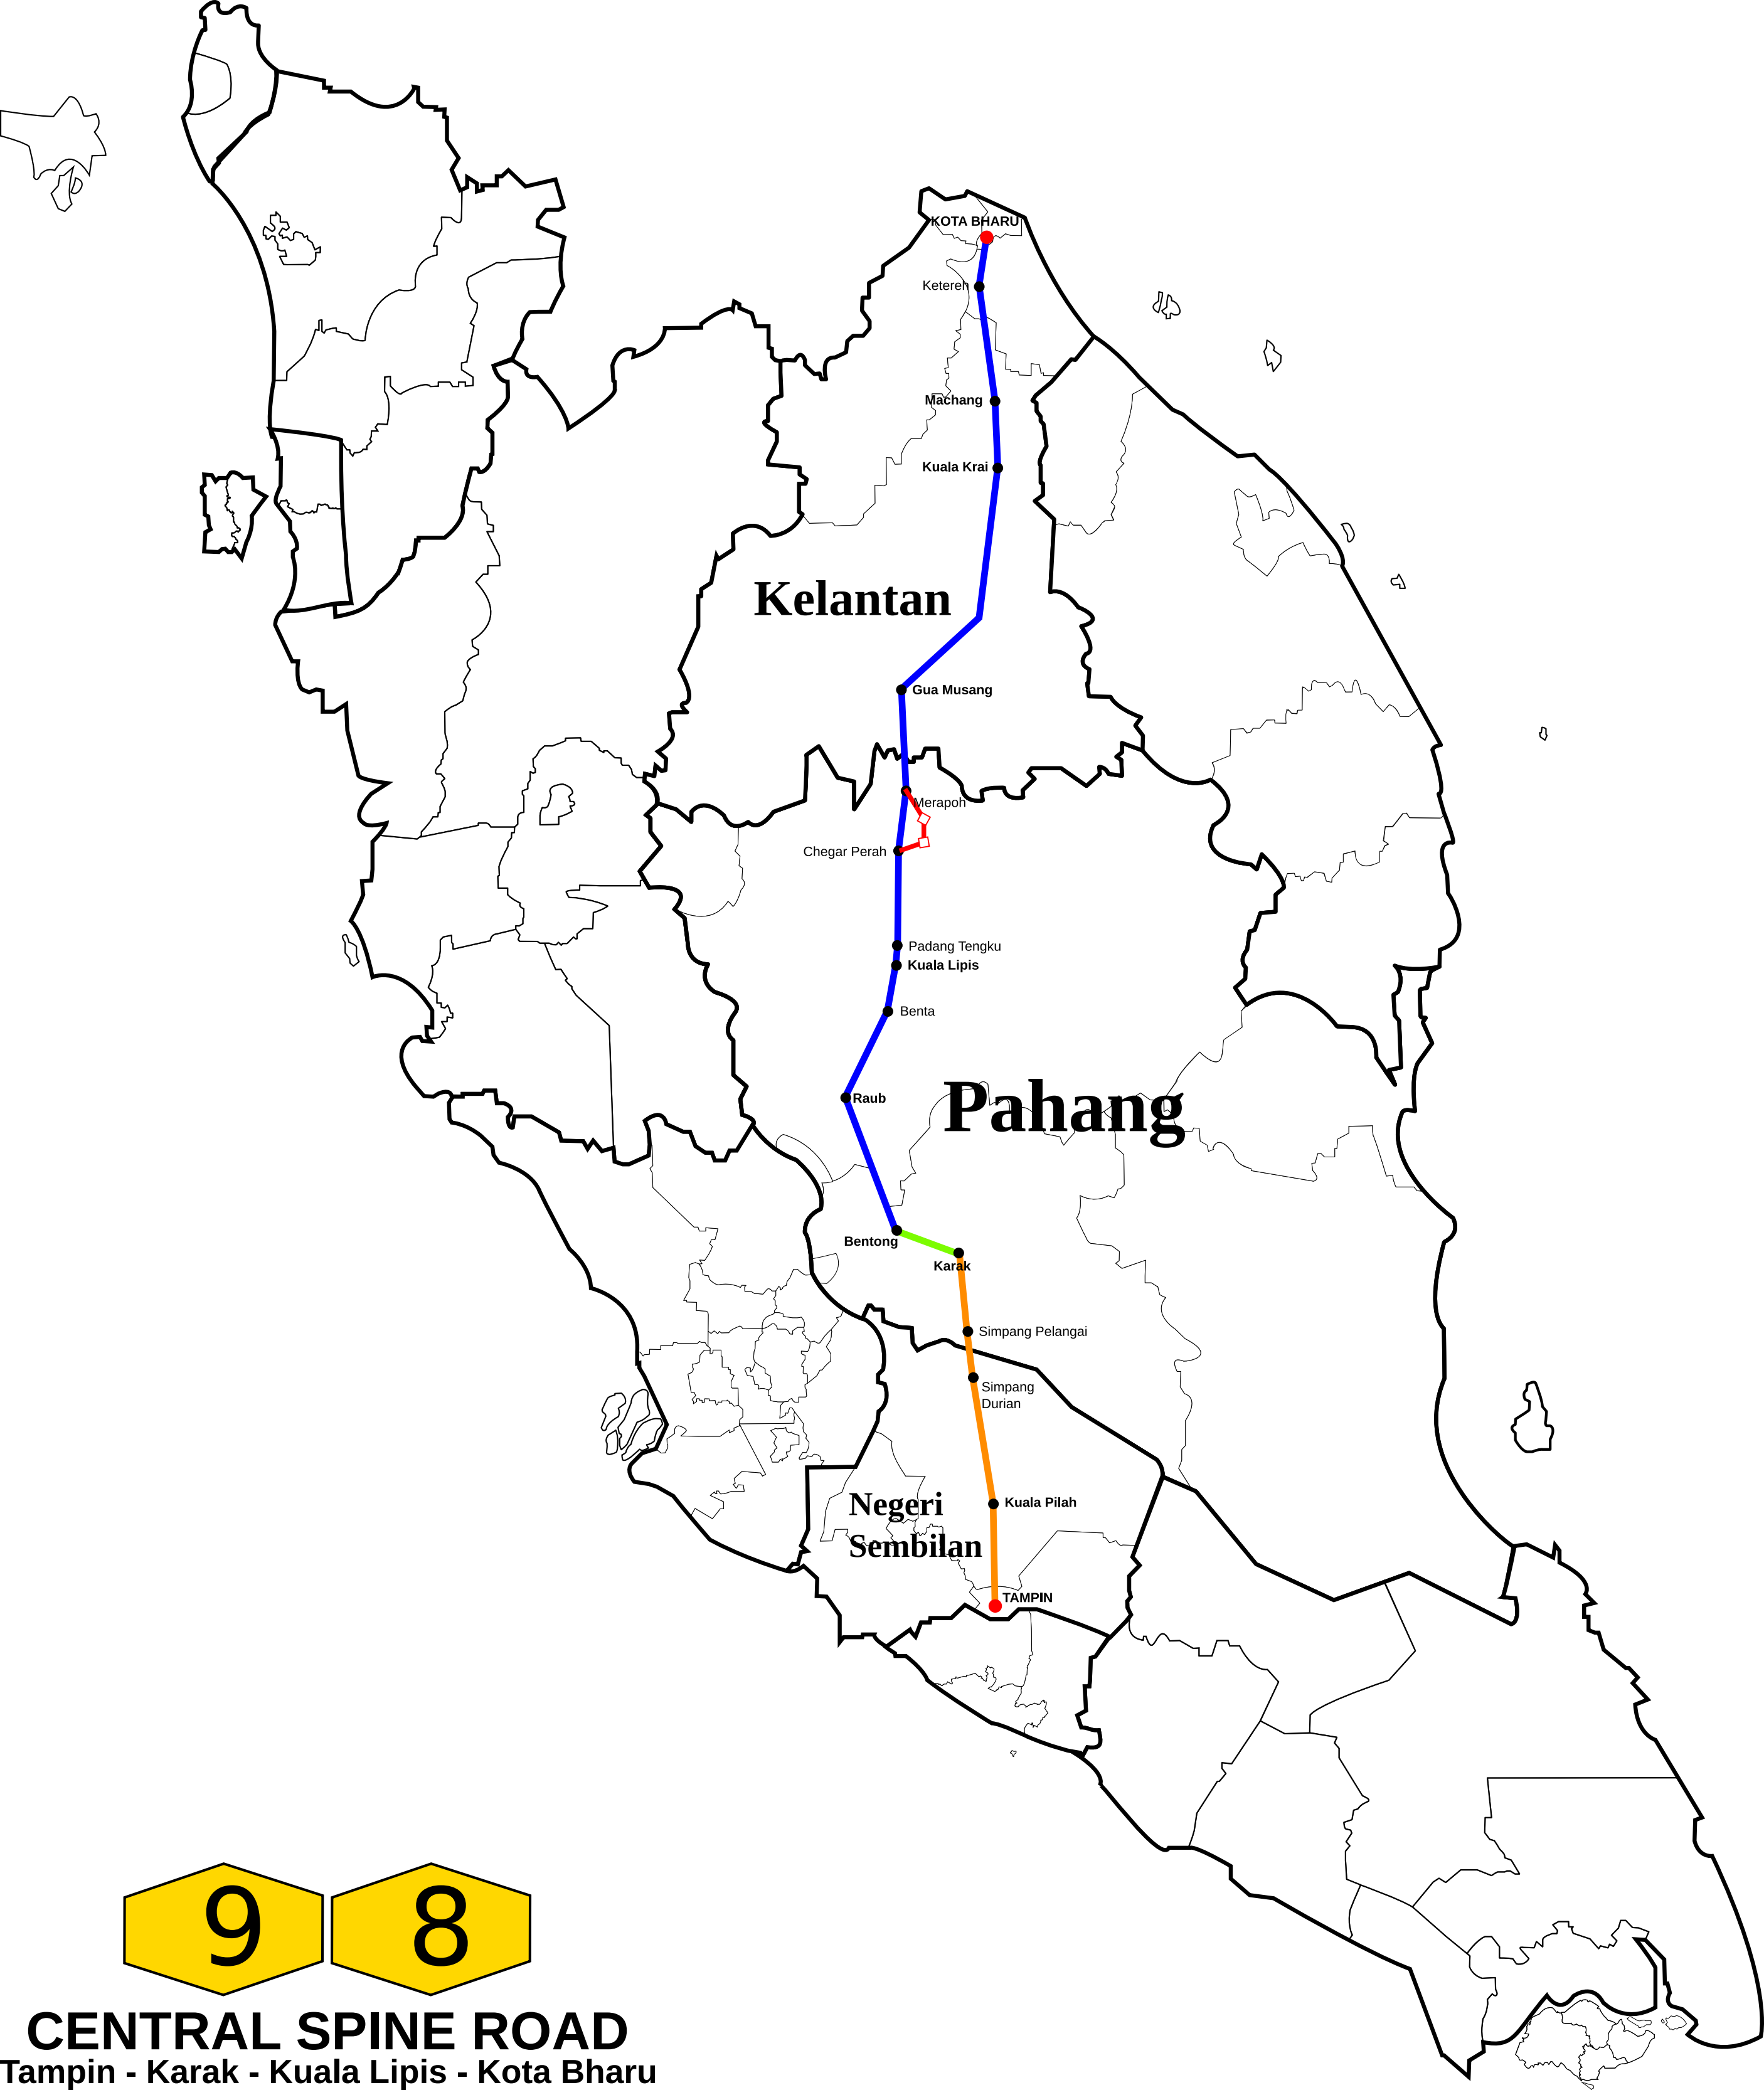 KOTA BHARU
Ketereh
Machang
Kuala Krai
Kelantan
Gua Musang
Merapoh
Chegar Perah
Padang Tengku
Kuala Lipis
Benta
Pahang
Raub
Bentong
Karak
Simpang Pelangai
Simpang
Durian
Kuala Pilah
Negeri
Sembilan
TAMPIN
9 8
CENTRAL SPINE ROAD
Tampin - Karak - Kuala Lipis - Kota Bharu